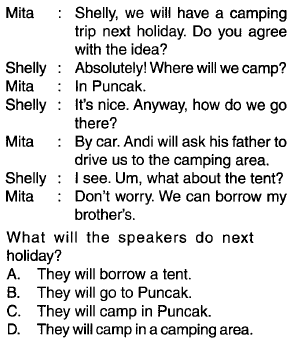 Mita : Shelly, we will have a camping
trip next holiday. Do you agree
with the idea?
Shelly : Absolutely! Where will we camp?
Mita : In Puncak.
Shelly : It's nice. Anyway, how do we go
there?
Mita : By car. Andi will ask his father to
drive us to the camping area.
Shelly : I see. Um, what about the tent?
Mita : Don't worry. We can borrow my
brother's.
What will the speakers do next
holiday?
A. They will borrow a tent.
B. They will go to Puncak.
C. They will camp in Puncak.
D. They will camp in a camping area.